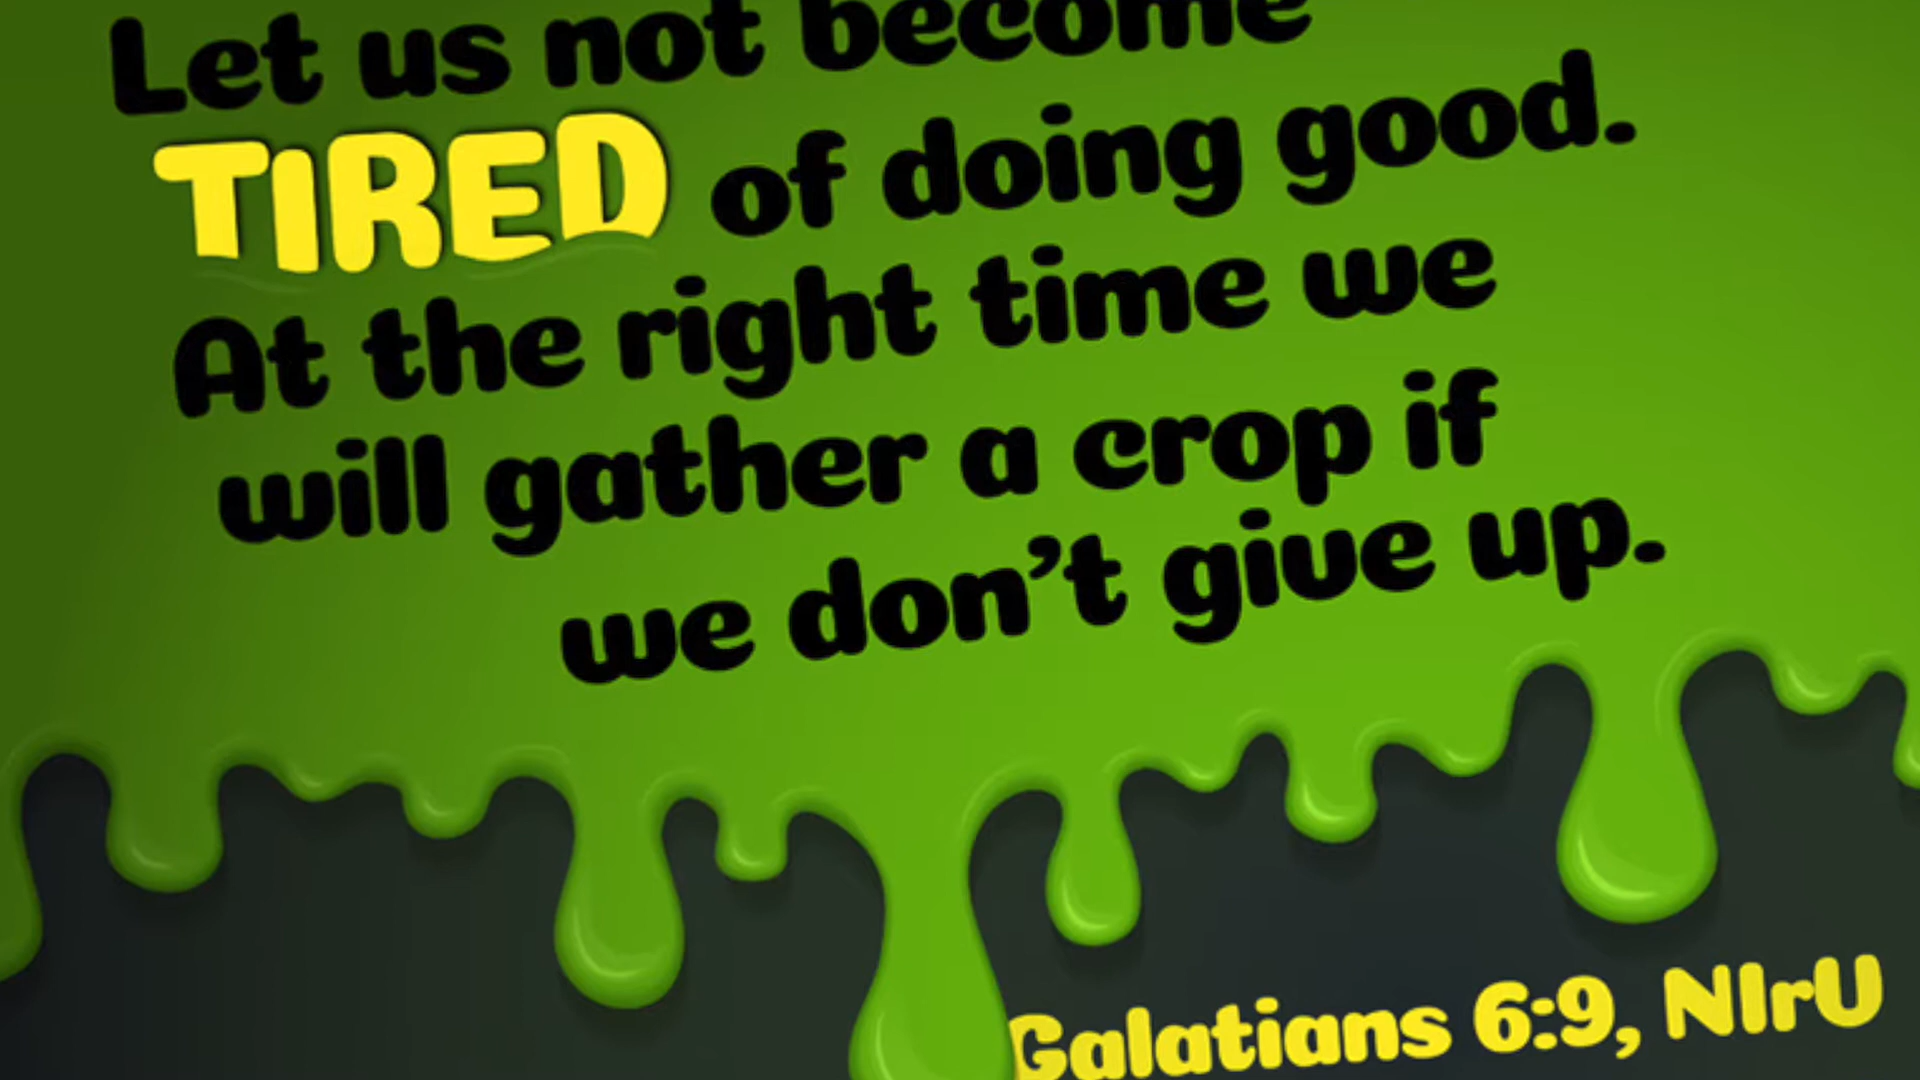 Let us not become
TIRED of doing good.
At the right time we
will gather a crop if
we don’t give up.
Galatians 6:9, NIrU